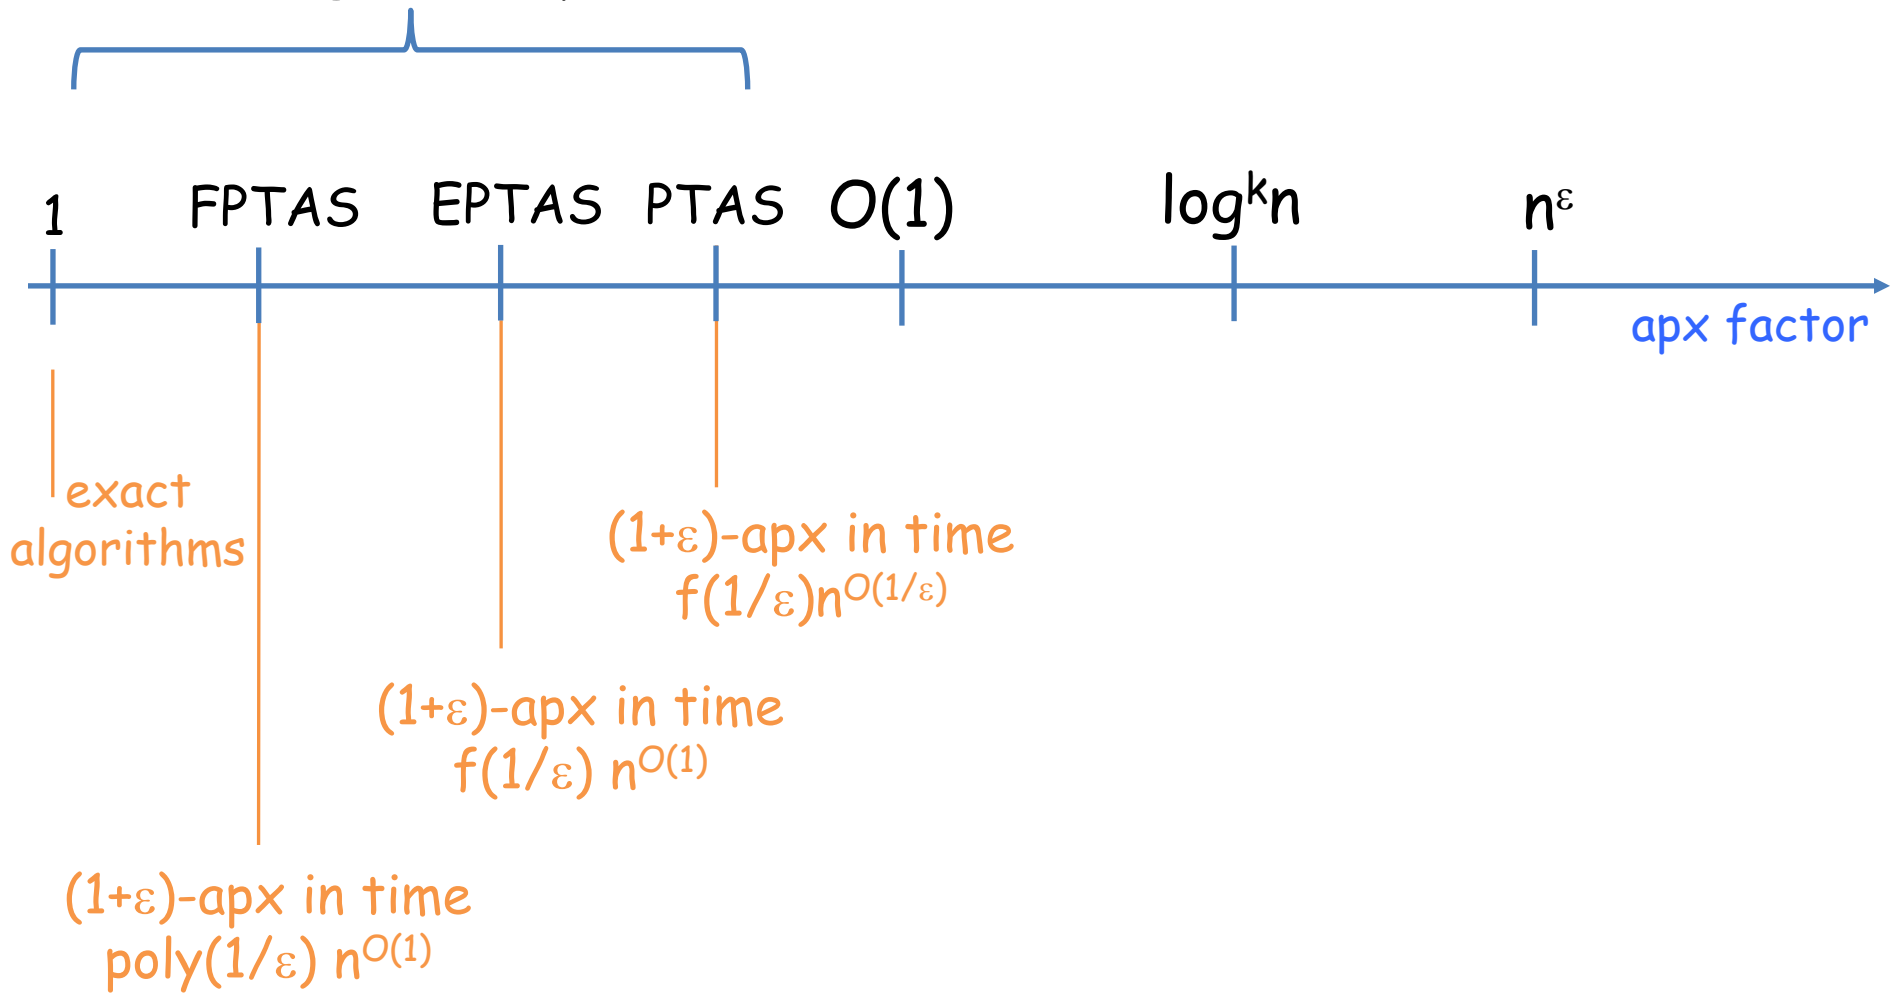 1 FPTAS EPTAS PTAS O(1) logᵏn nᵋ
apx factor
exact
algorithms
(1+ε)-apx in time
f(1/ε)n^O(1/ε)
(1+ε)-apx in time
f(1/ε) n^O(1)
(1+ε)-apx in time
poly(1/ε) n^O(1)